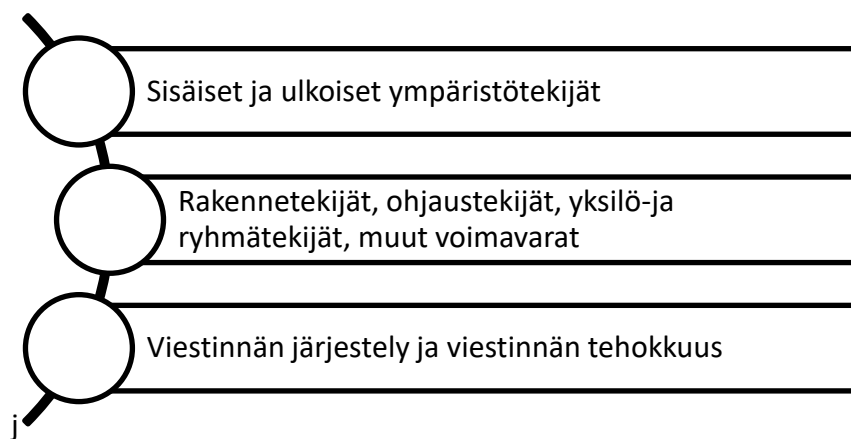 Sisäiset ja ulkoiset ympäristötekijät
Rakennetekijät, ohjaustekijät, yksilö-ja
ryhmätekijät, muut voimavarat
Viestinnän järjestely ja viestinnän tehokkuus
j